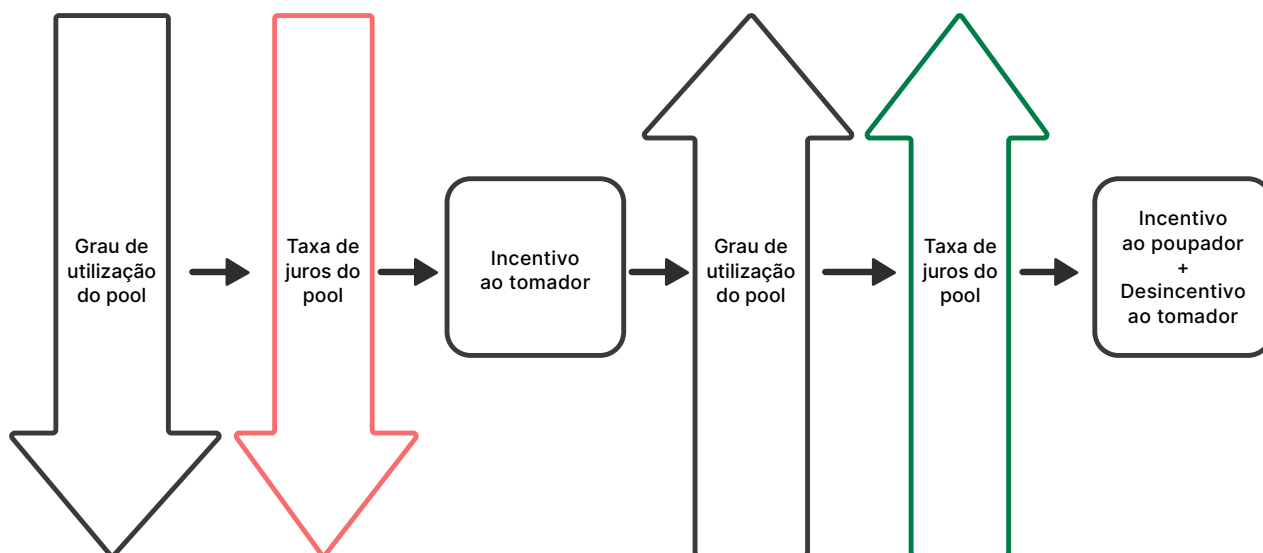 Grau de
utilização
do pool
Taxa de
juros do
pool
Incentivo
ao tomador
Grau de
utilização
do pool
Taxa de
juros do
pool
Incentivo
ao poupador
+
Desincentivo
ao tomador